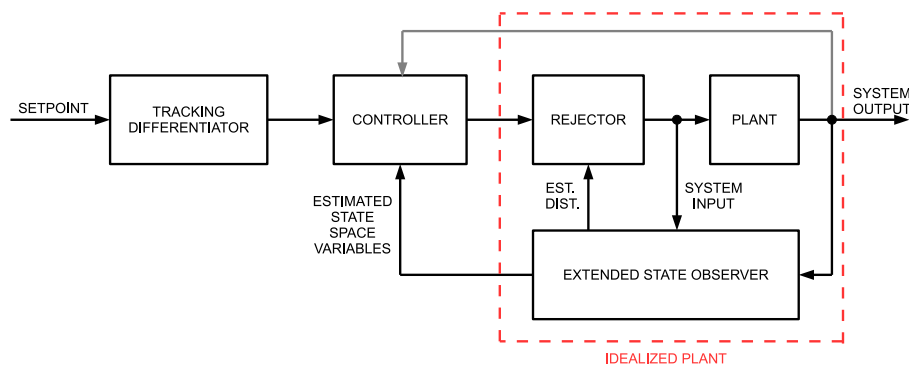 SETPOINT
TRACKING
DIFFERENTIATOR
CONTROLLER
REJECTOR
PLANT
SYSTEM
OUTPUT
ESTIMATED
STATE
SPACE
VARIABLES
EST.
DIST.
SYSTEM
INPUT
EXTENDED STATE OBSERVER
IDEALIZED PLANT